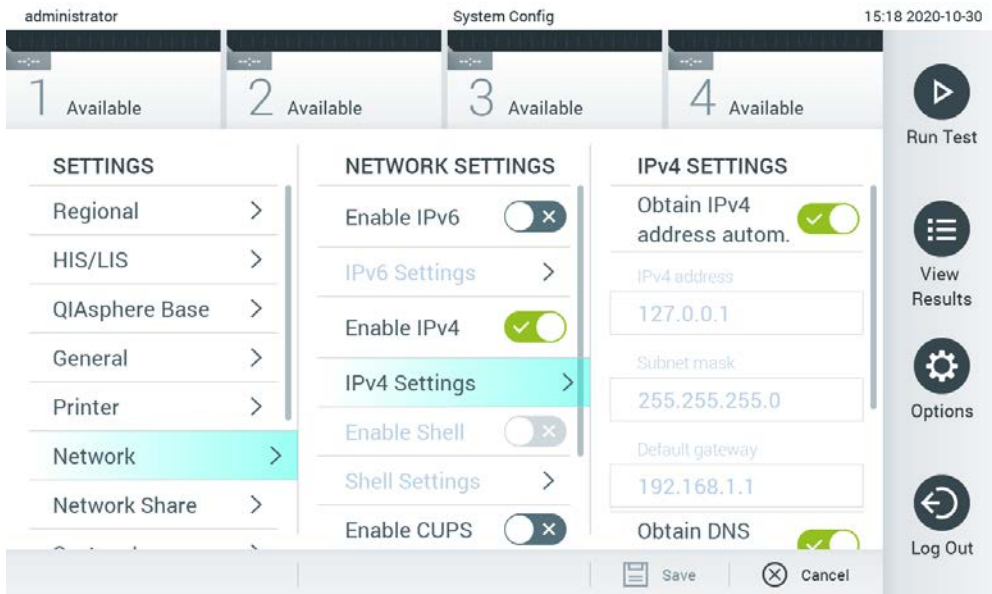 administrator
System Config
15:18 2020-10-30
--:--
1 Available
--:--
2 Available
--:--
3 Available
--:--
4 Available
SETTINGS
Regional
HIS/LIS
QIAsphere Base
General
Printer
Network
Network Share
NETWORK SETTINGS
Enable IPv6
IPv6 Settings
Enable IPv4
IPv4 Settings
Enable Shell
Shell Settings
Enable CUPS
IPv4 SETTINGS
Obtain IPv4
address autom.
IPv4 address
127.0.0.1
Subnet mask
255.255.255.0
Default gateway
192.168.1.1
Obtain DNS
Run Test
View
Results
Options
Log Out
Save
Cancel